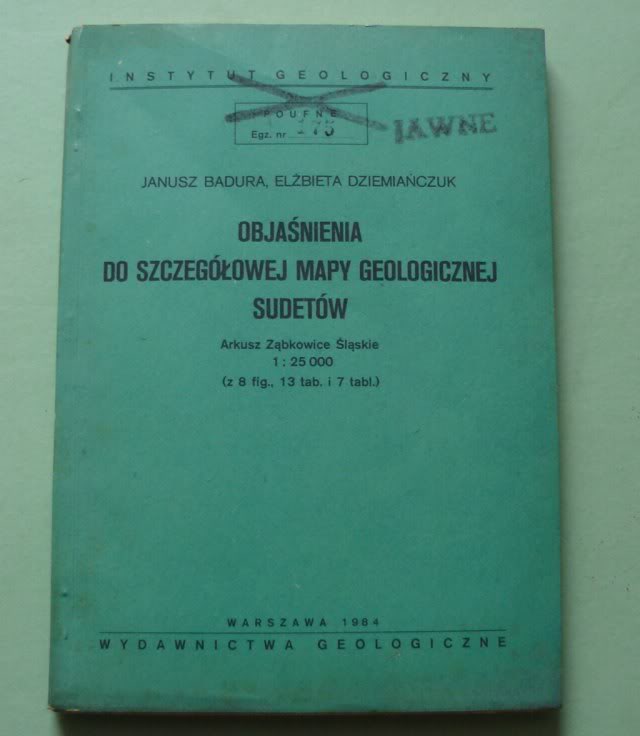 INSTYTUT GEOLOGICZNY
POUFNE
Egz. nr 175
JAWNE
JANUSZ BADURA, ELŻBIETA DZIEMIAŃCZUK
OBJAŚNIENIA
DO SZCZEGÓŁOWEJ MAPY GEOLOGICZNEJ
SUDETÓW
Arkusz Ząbkowice Śląskie
1 : 25 000
(z 8 fig., 13 tab. i 7 tabl.)
WARSZAWA 1984
WYDAWNICTWA GEOLOGICZNE